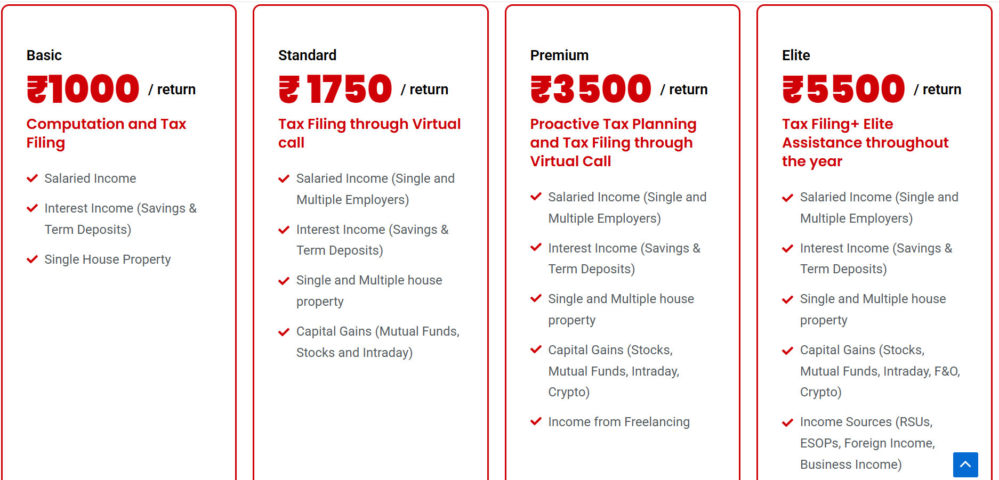 Basic
₹1000 / return
Computation and Tax
Filing
Salaried Income
Interest Income (Savings &
Term Deposits)
Single House Property
Standard
₹ 1750 / return
Tax Filing through Virtual
call
Salaried Income (Single and
Multiple Employers)
Interest Income (Savings &
Term Deposits)
Single and Multiple house
property
Capital Gains (Mutual Funds,
Stocks and Intraday)
Premium
₹3500 / return
Proactive Tax Planning
and Tax Filing through
Virtual Call
Salaried Income (Single and
Multiple Employers)
Interest Income (Savings &
Term Deposits)
Single and Multiple house
property
Capital Gains (Stocks,
Mutual Funds, Intraday,
Crypto)
Income from Freelancing
Elite
₹5500 / return
Tax Filing+ Elite
Assistance throughout
the year
Salaried Income (Single and
Multiple Employers)
Interest Income (Savings &
Term Deposits)
Single and Multiple house
property
Capital Gains (Stocks,
Mutual Funds, Intraday, F&O,
Crypto)
Income Sources (RSUs,
ESOPs, Foreign Income,
Business Income)